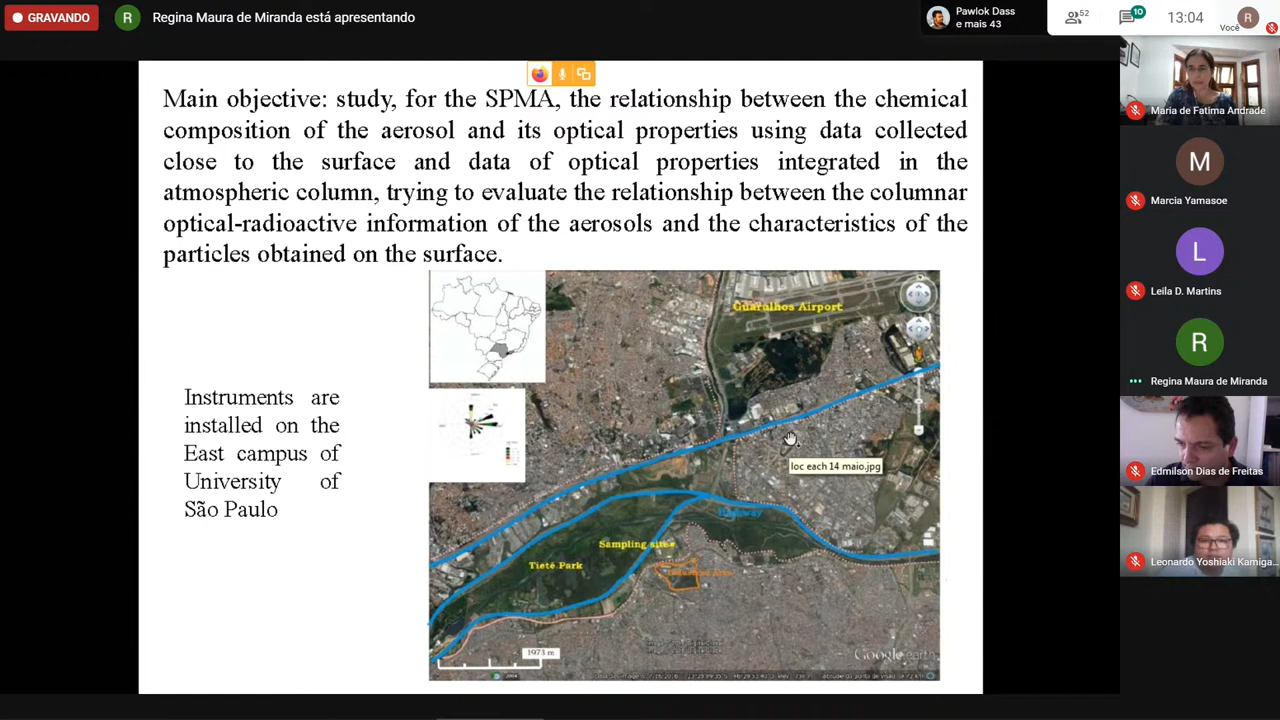 GRAVANDO
R
Regina Maura de Miranda está apresentando
Pawlok Dass
e mais 43
52
10
13:04
Você
R
Main objective: study, for the SPMA, the relationship between the chemical
composition of the aerosol and its optical properties using data collected
close to the surface and data of optical properties integrated in the
atmospheric column, trying to evaluate the relationship between the columnar
optical-radioactive information of the aerosols and the characteristics of the
particles obtained on the surface.
Instruments are
installed on the
East campus of
University of
São Paulo
Guarulhos Airport
loc each 14 maio.jpg
Highway
Sampling site
Tietê Park
1973 m
Google earth
Maria de Fatima Andrade
M
Marcia Yamasoe
L
Leila D. Martins
R
Regina Maura de Miranda
Edmilson Dias de Freitas
Leonardo Yoshiaki Kamiga...